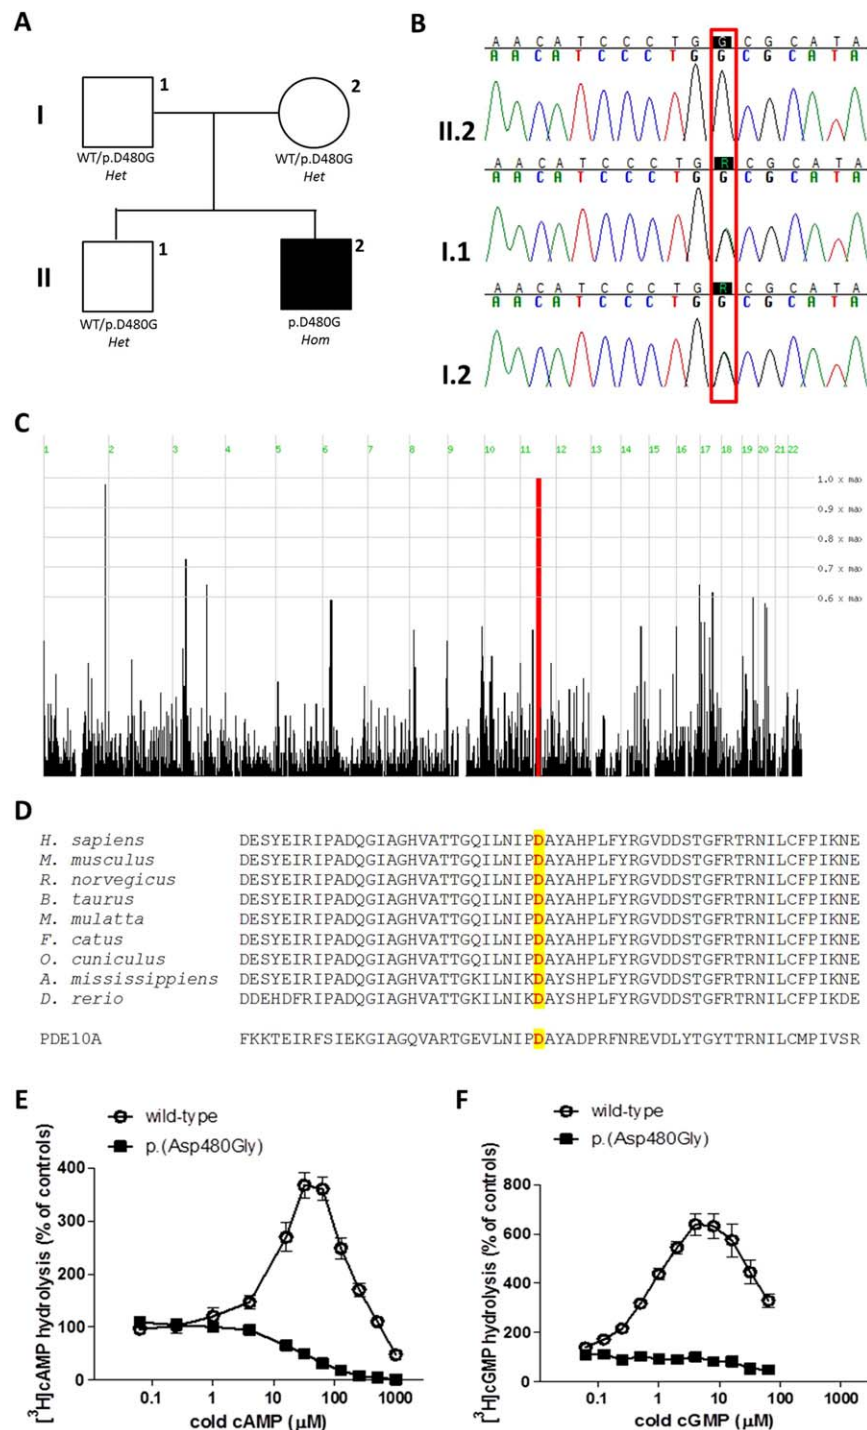 A
1
2
I
WT/p.D480G
Het
WT/p.D480G
Het
1
2
II
WT/p.D480G
Het
p.D480G
Hom
B
A A C A T C C C T G G C G C A T A
A A C A T C C C T G G C G C A T A
II.2
A A C A T C C C T G R C G C A T A
A A C A T C C C T G G C G C A T A
I.1
A A C A T C C C T G R C G C A T A
A A C A T C C C T G G C G C A T A
I.2
C
1 2 3 4 5 6 7 8 9 10 11 12 13 14 15 16 17 18 19 20 21 22
1.0 x max
0.9 x max
0.8 x max
0.7 x max
0.6 x max
D
H. sapiens DESYEIRIPADQGIAGHVATTGQILNIPDAYAHPLFYRGVDDSTGFRTRNILCFPIKNE
M. musculus DESYEIRIPADQGIAGHVATTGQILNIPDAYAHPLFYRGVDDSTGFRTRNILCFPIKNE
R. norvegicus DESYEIRIPADQGIAGHVATTGQILNIPDAYAHPLFYRGVDDSTGFRTRNILCFPIKNE
B. taurus DESYEIRIPADQGIAGHVATTGQILNIPDAYAHPLFYRGVDDSTGFRTRNILCFPIKNE
M. mulatta DESYEIRIPADQGIAGHVATTGQILNIPDAYAHPLFYRGVDDSTGFRTRNILCFPIKNE
F. catus DESYEIRIPADQGIAGHVATTGQILNIPDAYAHPLFYRGVDDSTGFRTRNILCFPIKNE
O. cuniculus DESYEIRIPADQGIAGHVATTGQILNIPDAYAHPLFYRGVDDSTGFRTRNILCFPIKNE
A. mississippiens DESYEIRIPADQGIAGHVATTGKILNIKDAYSHPLFYRGVDDSTGFRTRNILCFPIKNE
D. rerio DDEHDFRIPADQGIAGHVATTGKILNIKDAYSHPLFYRGVDDSTGFRTRNILCFPIKDE
PDE10A FKKTEIRFSIEKGIAGQVARTGEVLNIPDAYADPRFNREVDLYTGYTTRNILCMPIVSR
E
wild-type
p.(Asp480Gly)
[³H]cAMP hydrolysis (% of controls)
400
300
200
100
0
0.1 1 10 100 1000
cold cAMP (µM)
F
wild-type
p.(Asp480Gly)
[³H]cGMP hydrolysis (% of controls)
800
600
400
200
0
0.1 1 10 100 1000
cold cGMP (µM)